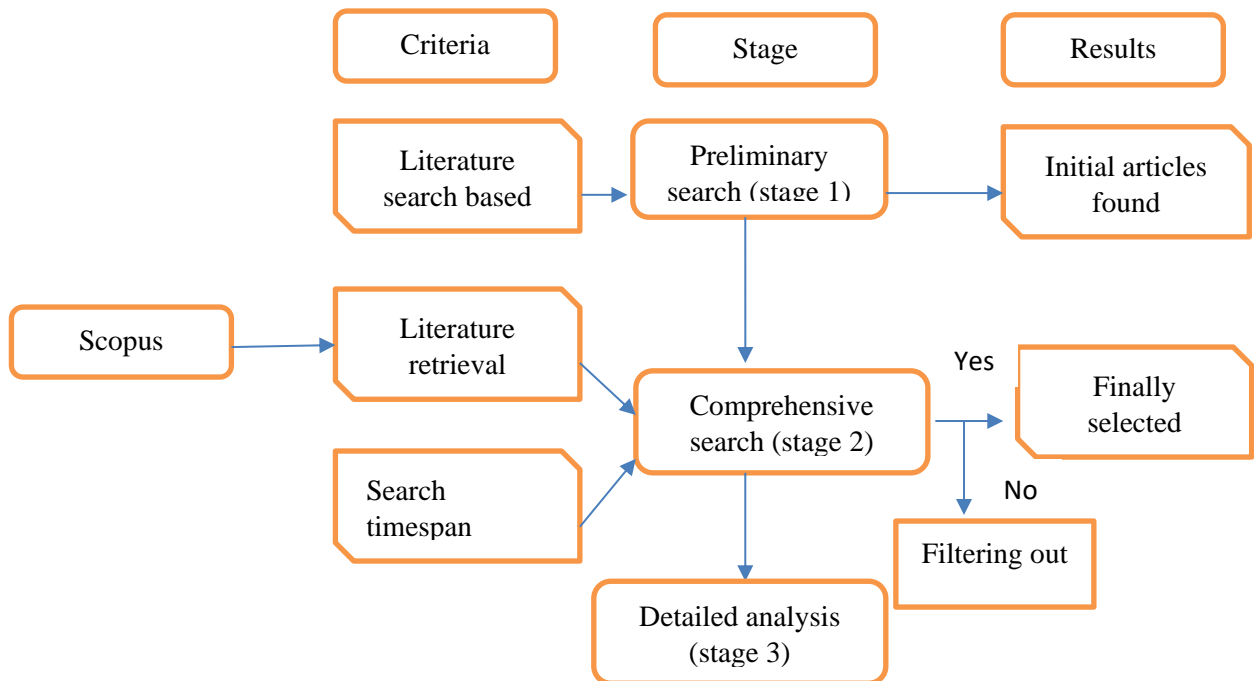 Criteria
Stage
Results
Literature
search based
Preliminary
search (stage 1)
Initial articles
found
Scopus
Literature
retrieval
Comprehensive
search (stage 2)
Yes
Finally
selected
Search
timespan
No
Filtering out
Detailed analysis
(stage 3)